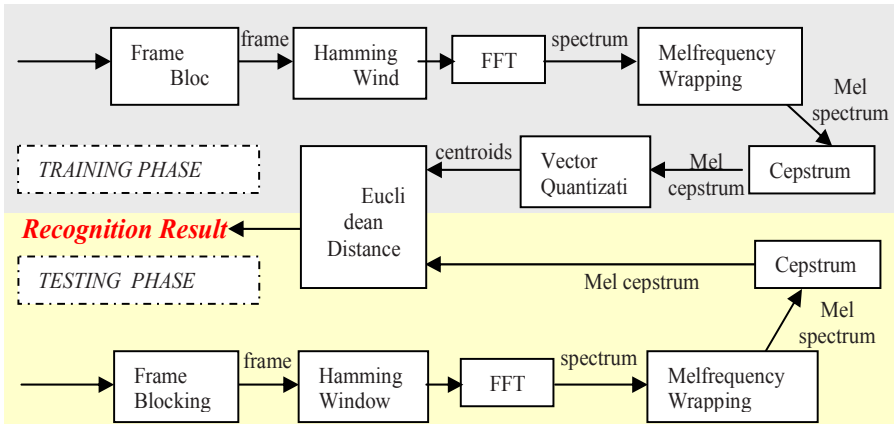 Frame
Bloc
frame
Hamming
Wind
FFT
spectrum
Melfrequency
Wrapping
Mel
spectrum
Cepstrum
Mel
cepstrum
Vector
Quantizati
centroids
TRAINING PHASE
Eucli
dean
Distance
Recognition Result
TESTING PHASE
Frame
Blocking
frame
Hamming
Window
FFT
spectrum
Melfrequency
Wrapping
Mel
spectrum
Cepstrum
Mel cepstrum